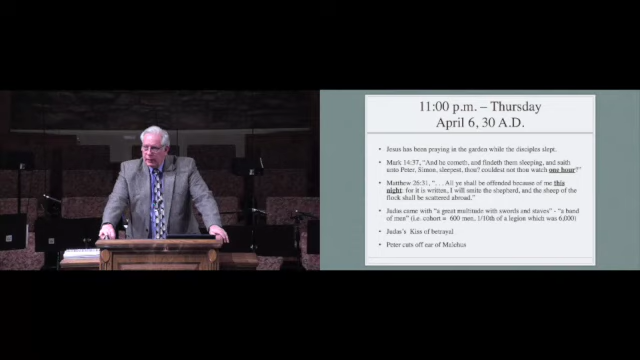 11:00 p.m. – Thursday
April 6, 30 A.D.
• Jesus has been praying in the garden while the disciples slept.
• Mark 14:37, "And he cometh, and findeth them sleeping, and saith
unto Peter, Simon, sleepest thou? couldest not thou watch one hour?"
• Matthew 26:31, ". . . All ye shall be offended because of me this
night: for it is written, I will smite the shepherd, and the sheep of the
flock shall be scattered abroad."
• Judas came with "a great multitude with swords and staves" - "a band
of men" (i.e. cohort = 600 men, 1/10th of a legion which was 6,000)
• Judas's Kiss of betrayal
• Peter cuts off ear of Malchus